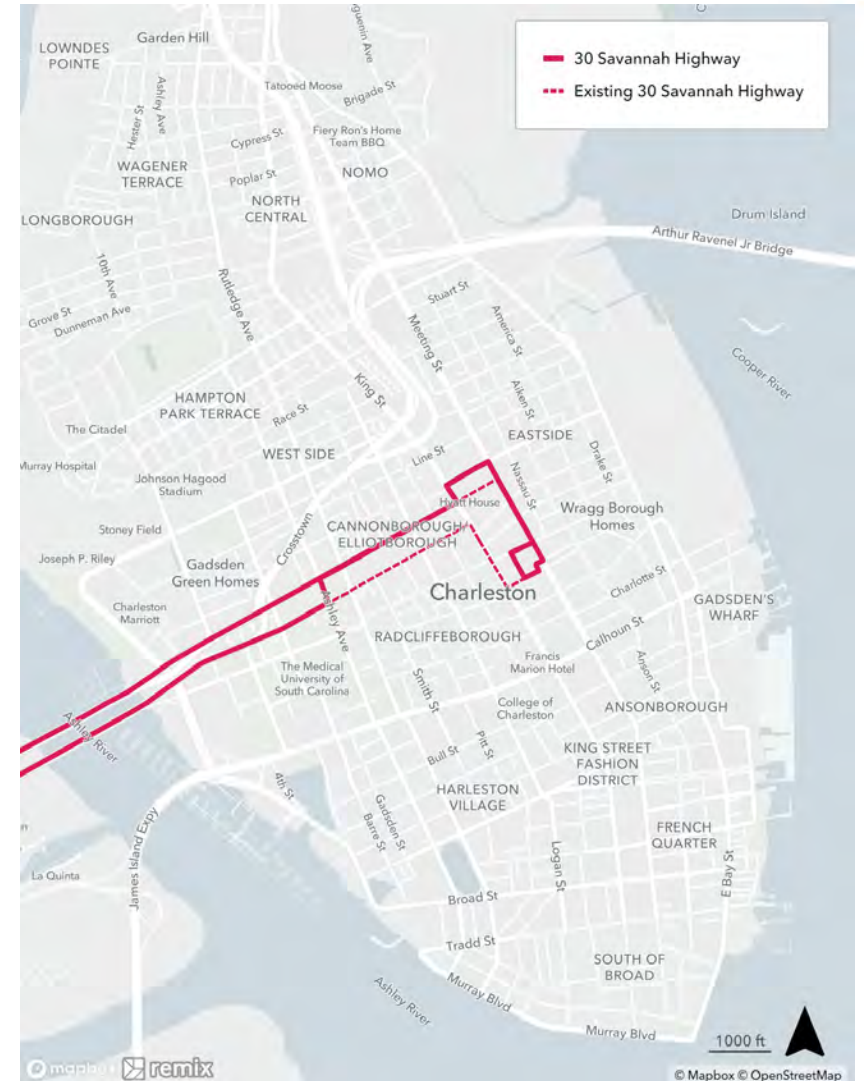 Garden Hill
LOWNDES
POINTE
Ashley Ave
Hester St
Tatooed Moose
Brigade St
30 Savannah Highway
Existing 30 Savannah Highway
Cypress St
Fiery Ron's Home
Team BBQ
WAGENER
TERRACE
Poplar St
NOMO
NORTH
CENTRAL
LONGBOROUGH
Drum Island
Arthur Ravenel Jr Bridge
10th Ave
Rutledge Ave
Grove St
Dunneman Ave
Stuart St
America St
Meeting St
Cooper River
King St
Aiken St
HAMPTON
PARK TERRACE
Race St
The Citadel
EASTSIDE
WEST SIDE
Line St
Drake St
Murray Hospital
Johnson Hagood
Stadium
Nassau St
Hyatt House
Wragg Borough
Homes
Stoney Field
Crosstown
CANNONBOROUGH
ELLIOTBOROUGH
Joseph P. Riley
Gadsden
Green Homes
Charleston
Charlotte St
Charleston
Marriott
Ashley Ave
GADSDEN'S
WHARF
RADCLIFFEBOROUGH
Calhoun St
The Medical
University of
South Carolina
Francis
Marion Hotel
Anson St
Smith St
College of
Charleston
ANSONBOROUGH
Ashley River
Pitt St
Bull St
KING STREET
FASHION
DISTRICT
4th St
HARLESTON
VILLAGE
Gadsden St
Barre St
FRENCH
QUARTER
James Island Expy
La Quinta
Logan St
E Bay St
Broad St
Tradd St
SOUTH OF
BROAD
Ashley River
Murray Blvd
Murray Blvd
1000 ft
mapbox remix
© Mapbox © OpenStreetMap